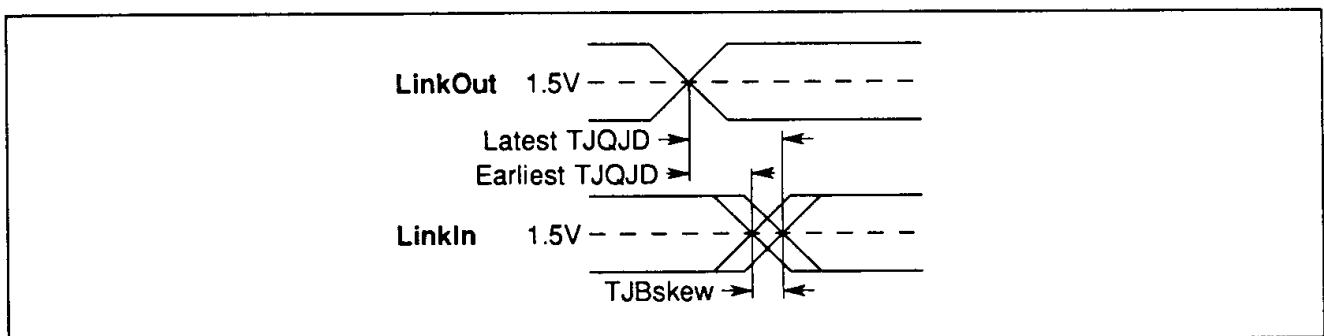 LinkOut 1.5V
Latest TJQJD
Earliest TJQJD
LinkIn 1.5V
TJBskew